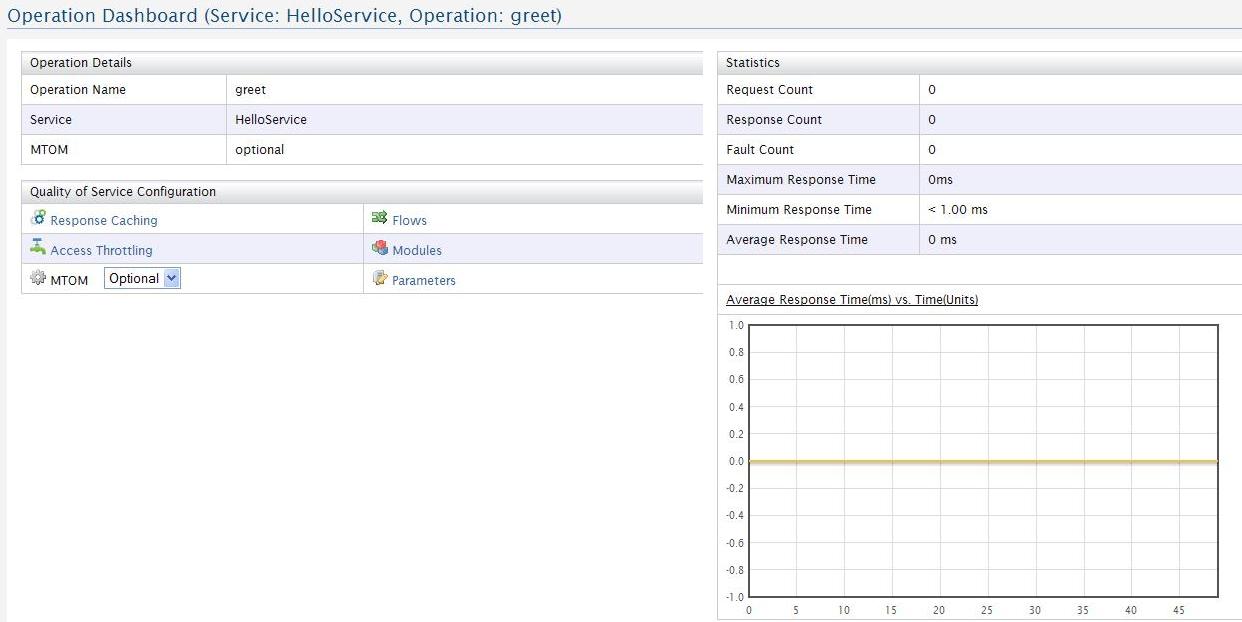 Operation Dashboard (Service: HelloService, Operation: greet)
Operation Details
Operation Name greet
Service HelloService
MTOM optional
Quality of Service Configuration
Response Caching Flows
Access Throttling Modules
MTOM Optional Parameters
Statistics
Request Count 0
Response Count 0
Fault Count 0
Maximum Response Time 0ms
Minimum Response Time < 1.00 ms
Average Response Time 0 ms
Average Response Time(ms) vs. Time(Units)
1.0
0.8
0.6
0.4
0.2
0.0
-0.2
-0.4
-0.6
-0.8
-1.0
0 5 10 15 20 25 30 35 40 45